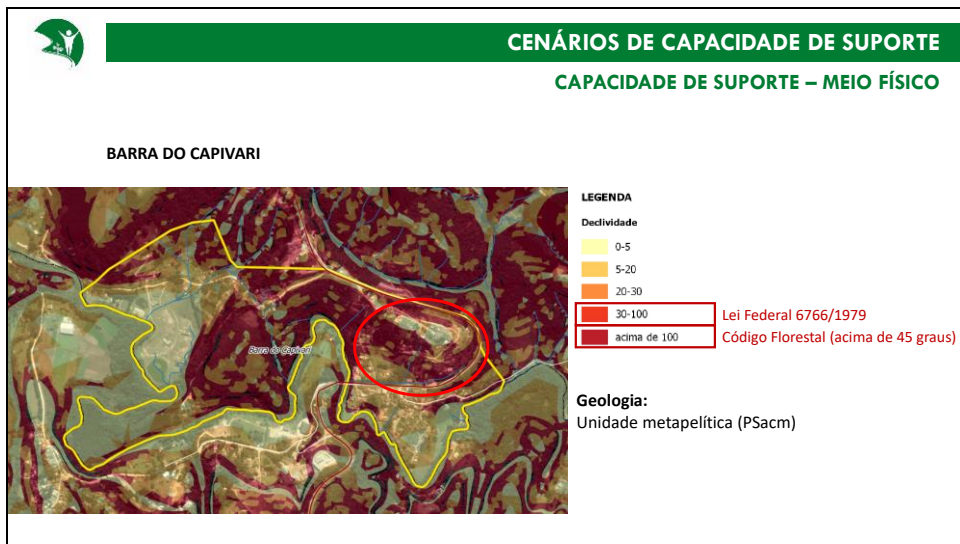 CENÁRIOS DE CAPACIDADE DE SUPORTE
CAPACIDADE DE SUPORTE – MEIO FÍSICO
BARRA DO CAPIVARI
Barra do Capivari
LEGENDA
Declividade
0-5
5-20
20-30
30-100 Lei Federal 6766/1979
acima de 100 Código Florestal (acima de 45 graus)
Geologia:
Unidade metapelítica (PSacm)